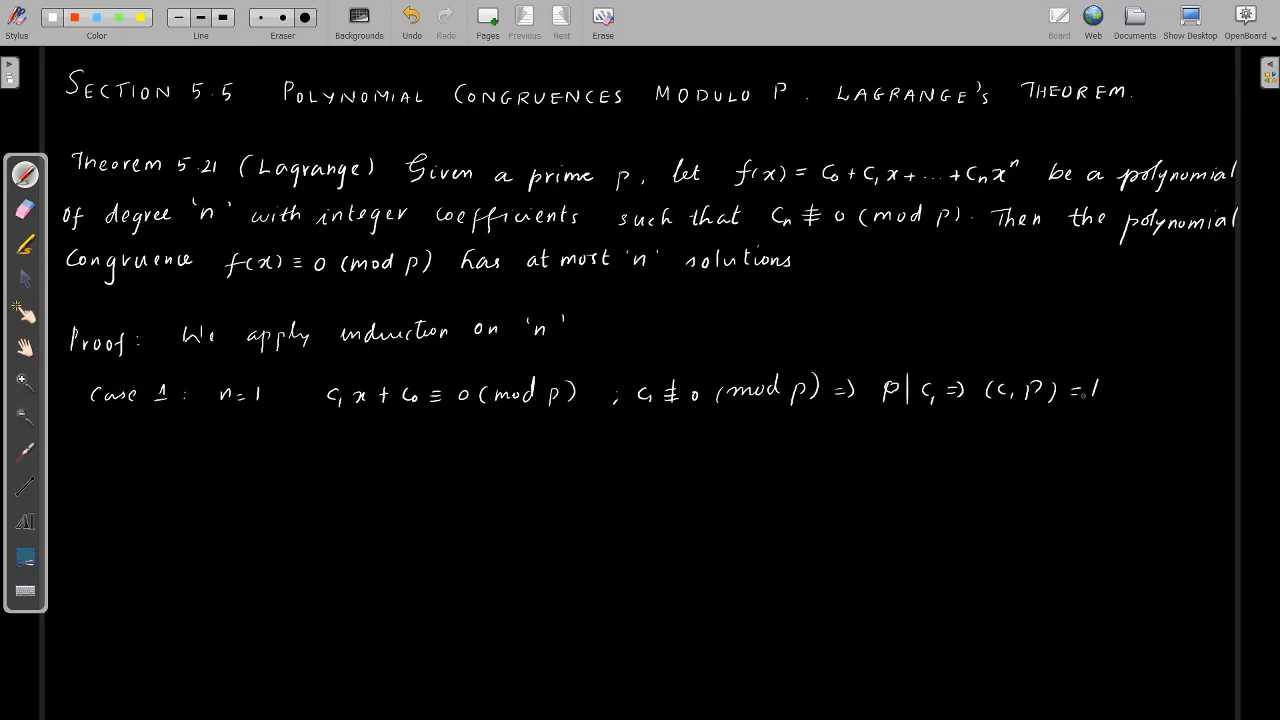 Stylus
Color
Line
Eraser
Backgrounds
Undo
Redo
Pages
Previous
Next
Erase
Board
Web
Documents
Show Desktop
OpenBoard
SECTION 5.5 POLYNOMIAL CONGRUENCES MODULO P. LAGRANGE'S THEOREM.
Theorem 5.21 (Lagrange) Given a prime p, let f(x) = c₀ + c₁x + ... + cₙxⁿ be a polynomial
of degree 'n' with integer coefficients such that cₙ ≢ 0 (mod p). Then the polynomial
congruence f(x) ≡ 0 (mod p) has at most 'n' solutions
Proof: We apply induction on 'n'
Case 1: n=1 c₁x + c₀ ≡ 0 (mod p) ; c₁ ≢ 0 (mod p) => p | c₁ => (c₁ p) = 1
AI